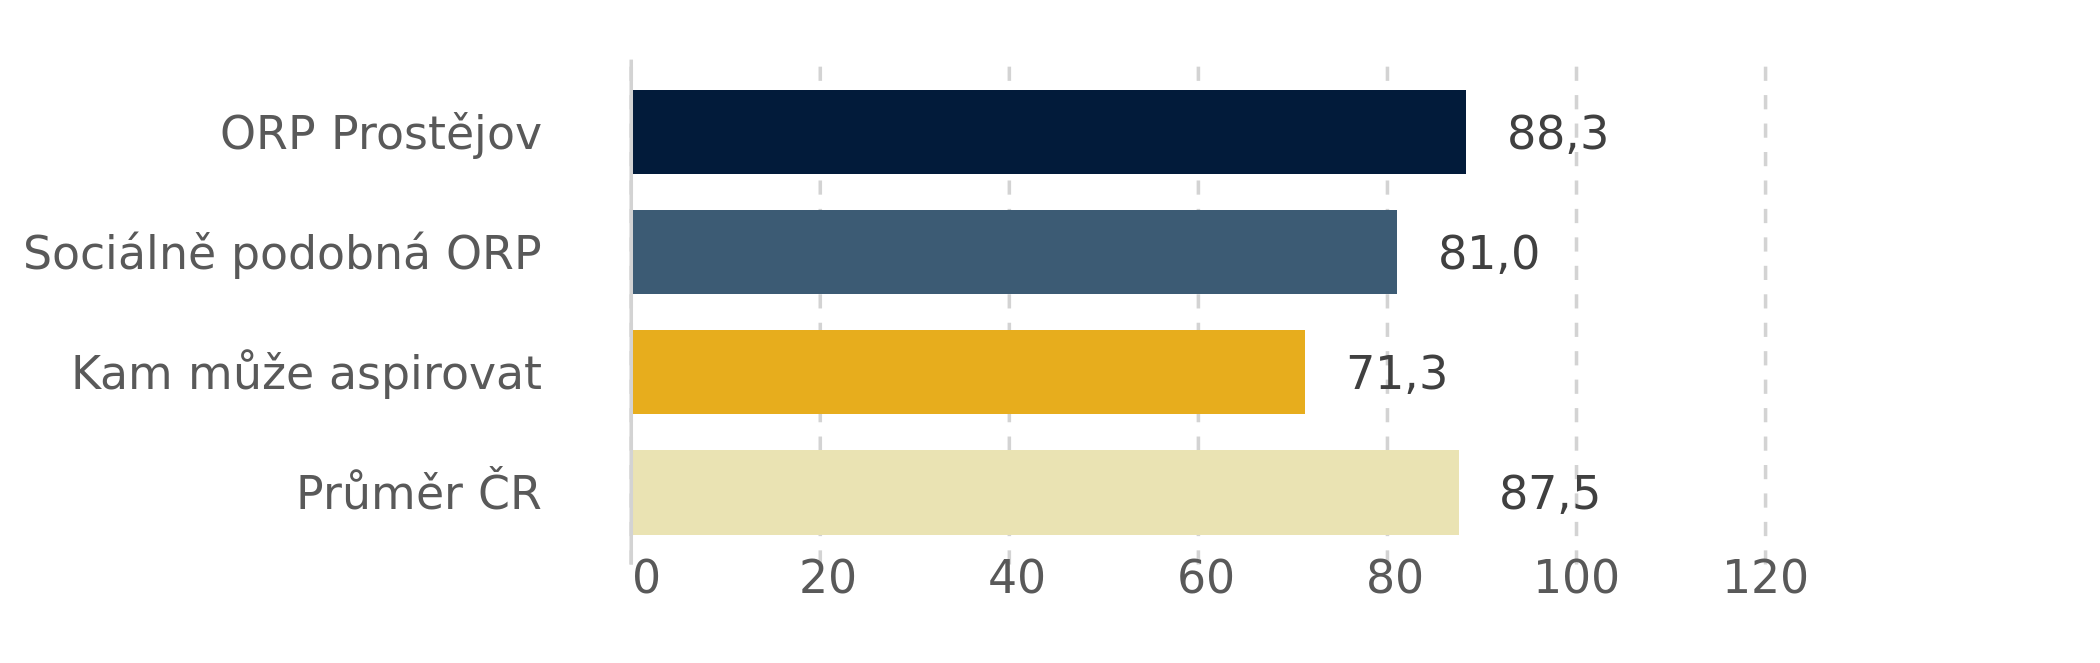 ORP Prostějov 88,3
Sociálně podobná ORP 81,0
Kam může aspirovat 71,3
Průměr ČR 87,5
0 20 40 60 80 100 120